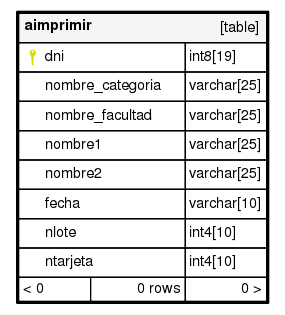 aimprimir [table]
dni int8[19]
nombre_categoria varchar[25]
nombre_facultad varchar[25]
nombre1 varchar[25]
nombre2 varchar[25]
fecha varchar[10]
nlote int4[10]
ntarjeta int4[10]
< 0 0 rows 0 >